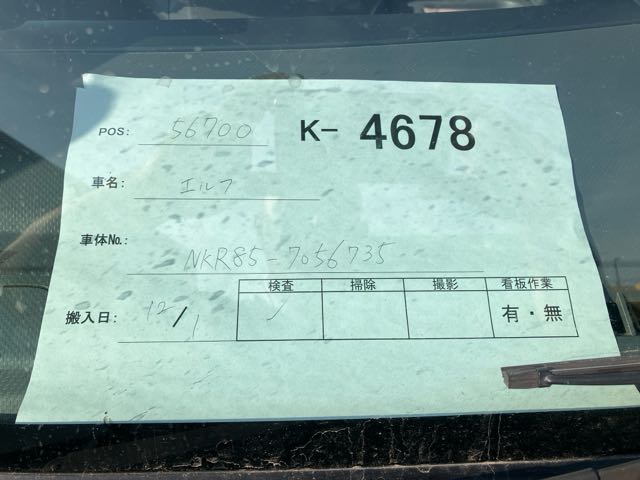 POS: 56700 K- 4678
車名: エルフ
車体No.: NKR85-7056735
検査 掃除 撮影 看板作業
搬入日: 12/1 ✓ 有・無